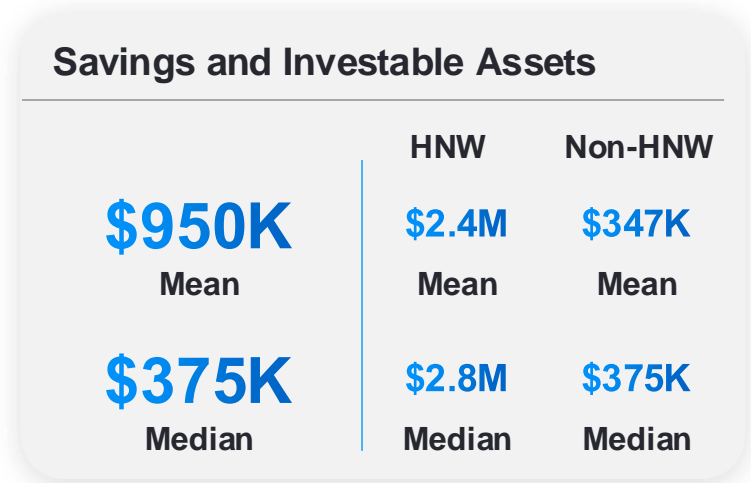 Savings and Investable Assets
HNW Non-HNW
$950K $2.4M $347K
Mean Mean Mean
$375K $2.8M $375K
Median Median Median